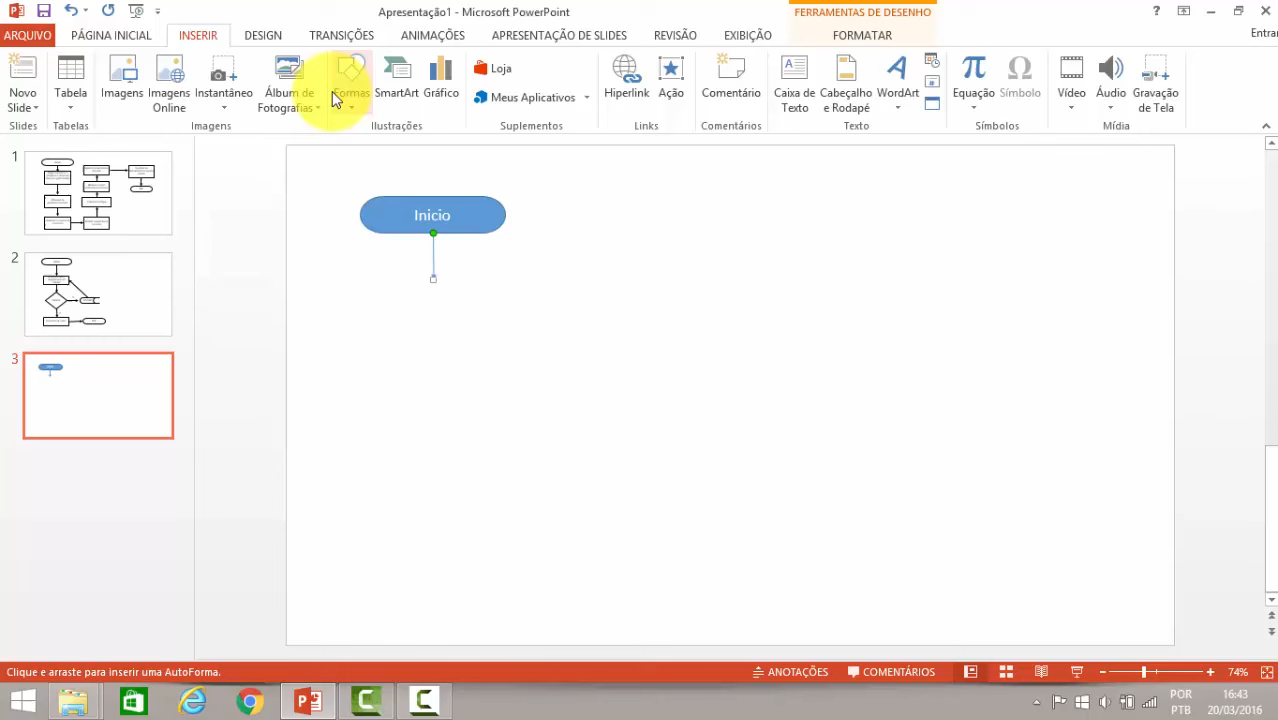 Apresentação1 - Microsoft PowerPoint
FERRAMENTAS DE DESENHO
?
Entrar
ARQUIVO PÁGINA INICIAL INSERIR DESIGN TRANSIÇÕES ANIMAÇÕES APRESENTAÇÃO DE SLIDES REVISÃO EXIBIÇÃO FORMATAR
Novo Slide
Tabela
Imagens
Imagens Online
Instantâneo
Álbum de Fotografias
Formas
SmartArt
Gráfico
Loja
Meus Aplicativos
Hiperlink
Ação
Comentário
Caixa de Texto
Cabeçalho e Rodapé
WordArt
Equação
Símbolo
Vídeo
Áudio
Gravação de Tela
Slides Tabelas Imagens Ilustrações Suplementos Links Comentários Texto Símbolos Mídia
1
2
3
Inicio
Clique e arraste para inserir uma AutoForma.
ANOTAÇÕES COMENTÁRIOS 74%
POR
PTB
16:43
20/03/2016